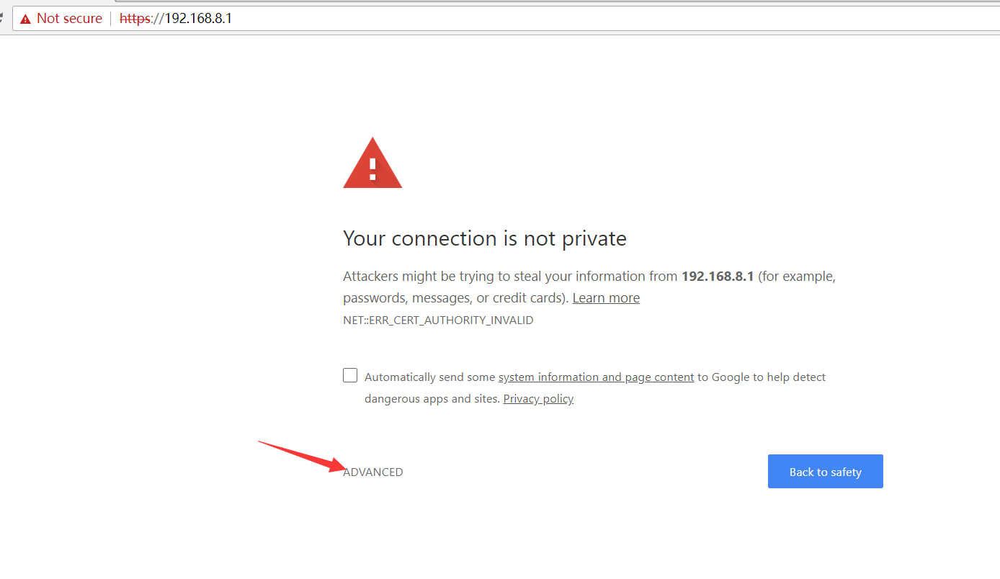 Not secure | https://192.168.8.1
Your connection is not private
Attackers might be trying to steal your information from 192.168.8.1 (for example,
passwords, messages, or credit cards). Learn more
NET::ERR_CERT_AUTHORITY_INVALID
Automatically send some system information and page content to Google to help detect
dangerous apps and sites. Privacy policy
ADVANCED
Back to safety